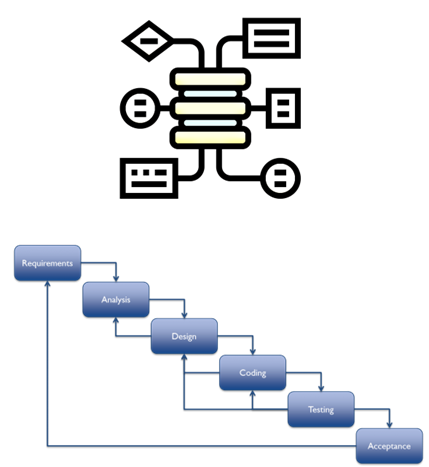 Requirements
Analysis
Design
Coding
Testing
Acceptance